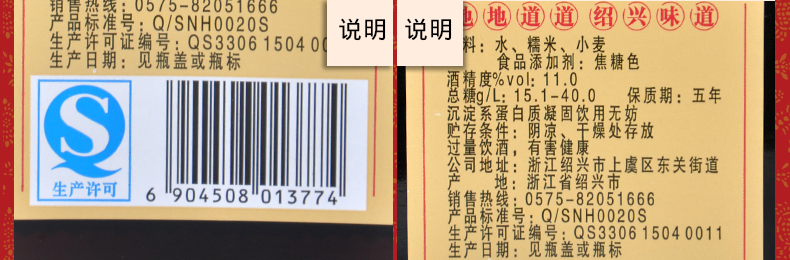 销售热线：0575-82051666
产品标准号：Q/SNH0020S
生产许可证编号：QS33061504 00
生产日期：见瓶盖或瓶标
说明
生产许可
6 904508 013774
说明
地道道绍兴味道
料：水、糯米、小麦
食品添加剂：焦糖色
酒精度%vol：11.0
总糖g/L：15.1-40.0 保质期：五年
沉淀系蛋白质凝固饮用无妨
贮存条件：阴凉、干燥处存放
过量饮酒，有害健康
公司地址：浙江绍兴市上虞区东关街道
产 地：浙江省绍兴市
销售热线：0575-82051666
产品标准号：Q/SNH0020S
生产许可证编号：QS33061504 0011
生产日期：见瓶盖或瓶标